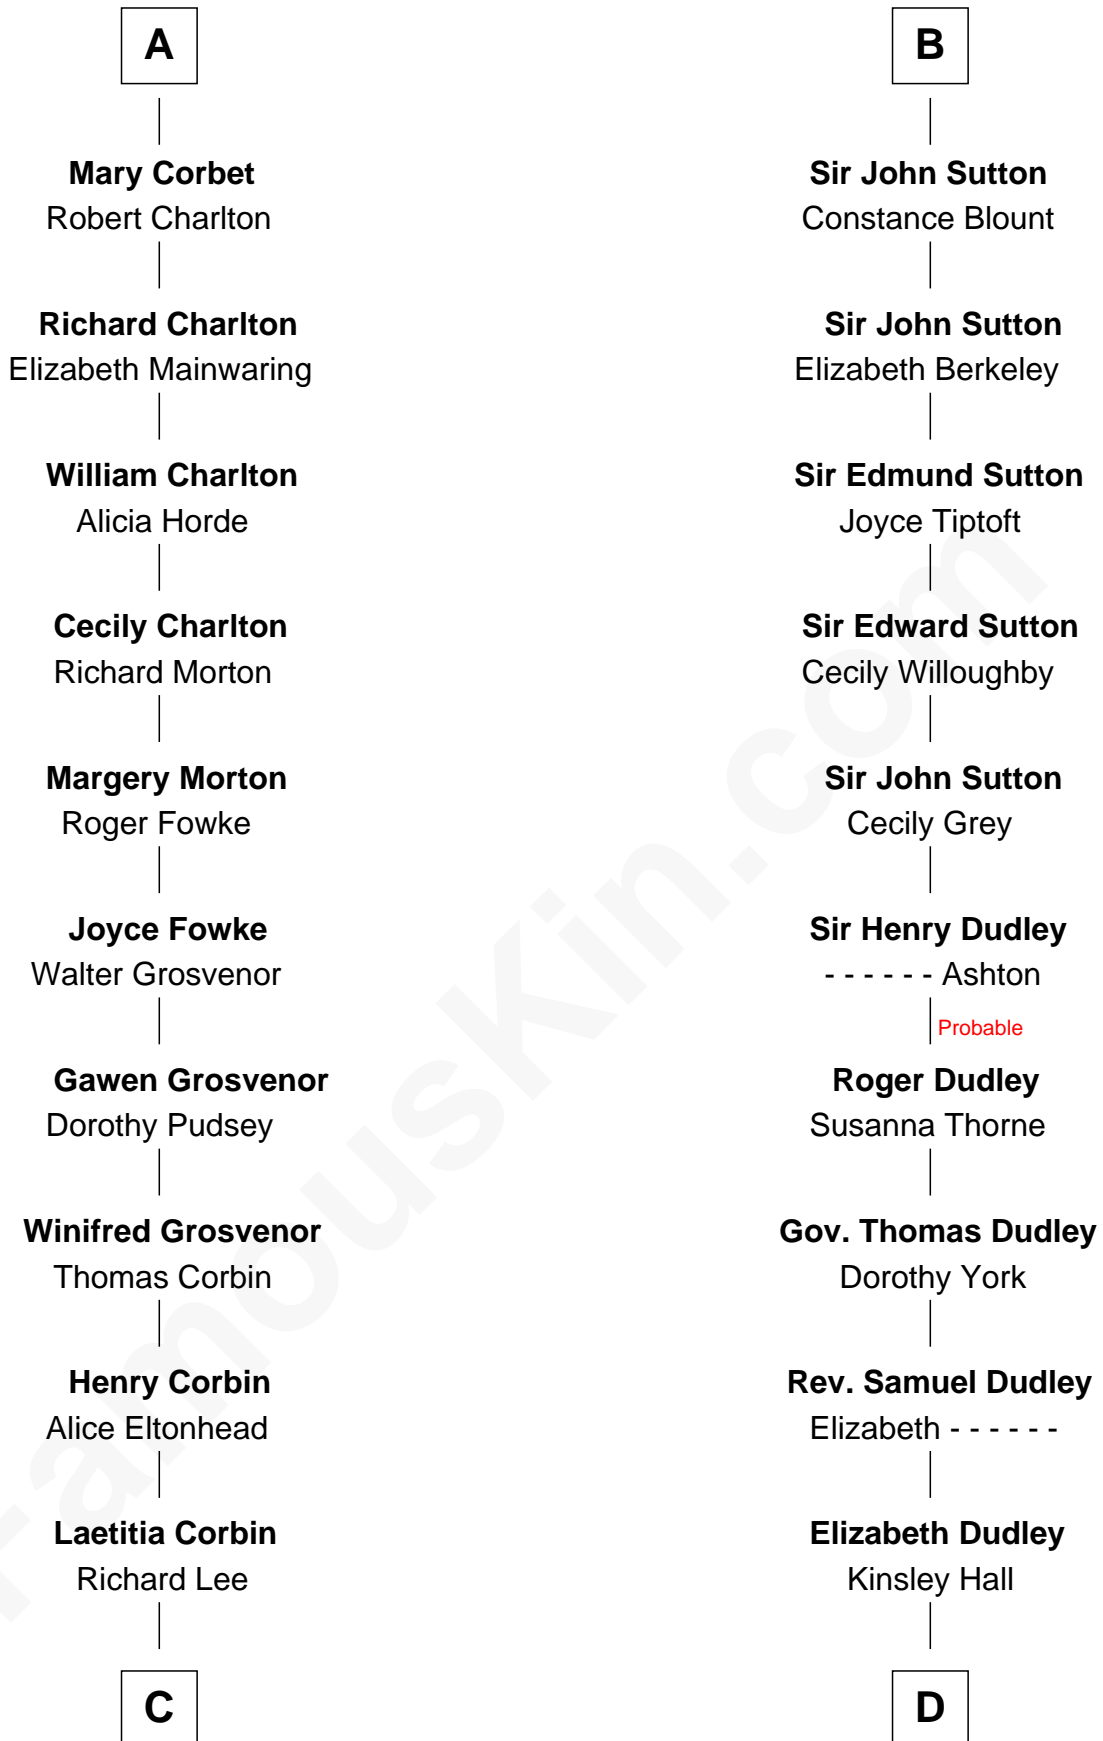 A
Mary Corbet
Robert Charlton
Richard Charlton
Elizabeth Mainwaring
William Charlton
Alicia Horde
Cecily Charlton
Richard Morton
Margery Morton
Roger Fowke
Joyce Fowke
Walter Grosvenor
Gawen Grosvenor
Dorothy Pudsey
Winifred Grosvenor
Thomas Corbin
Henry Corbin
Alice Eltonhead
Laetitia Corbin
Richard Lee
C
B
Sir John Sutton
Constance Blount
Sir John Sutton
Elizabeth Berkeley
Sir Edmund Sutton
Joyce Tiptoft
Sir Edward Sutton
Cecily Willoughby
Sir John Sutton
Cecily Grey
Sir Henry Dudley
- - - - - - Ashton
Probable
Roger Dudley
Susanna Thorne
Gov. Thomas Dudley
Dorothy York
Rev. Samuel Dudley
Elizabeth - - - - - -
Elizabeth Dudley
Kinsley Hall
D
FamousKin.com